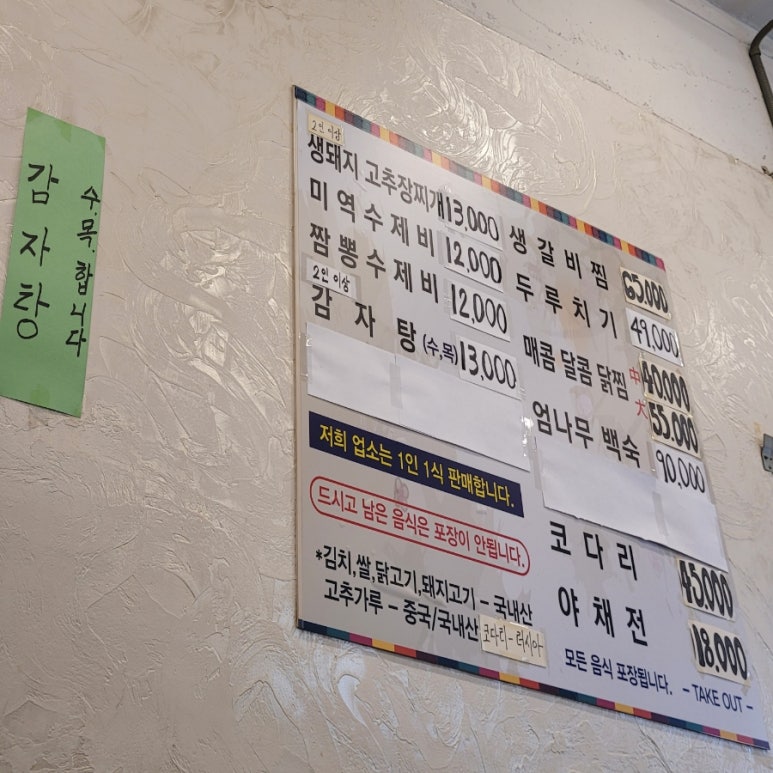 감자탕
수.목.합니다
2인 이상
생돼지 고추장찌개 13,000
미역수제비 12,000
짬뽕수제비 12,000
2인 이상
감자탕 (수,목) 13,000
저희 업소는 1인 1식 판매합니다.
드시고 남은 음식은 포장이 안됩니다.
*김치,쌀,닭고기,돼지고기 – 국내산
고추가루 – 중국/국내산
코다리-러시아
생갈비찜 65.000
두루치기 49,000
매콤 달콤 닭찜 中 40,000
大 55.000
엄나무 백숙 90,000
코다리 45,000
야채전 18,000
모든 음식 포장됩니다. – TAKE OUT –